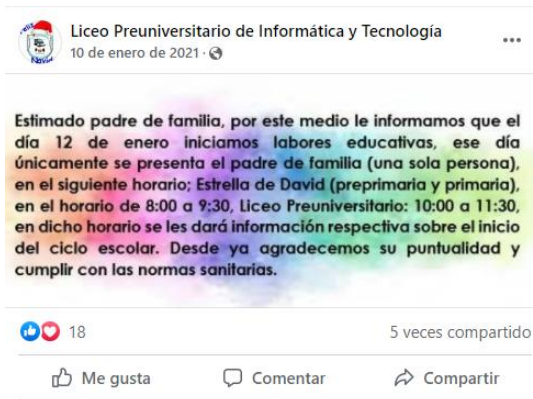 Feliz
Liceo Preuniversitario de Informática y Tecnología
10 de enero de 2021 ·
Estimado padre de familia, por este medio le informamos que el
día 12 de enero iniciamos labores educativas, ese día
únicamente se presenta el padre de familia (una sola persona),
en el siguiente horario; Estrella de David (preprimaria y primaria),
en el horario de 8:00 a 9:30, Liceo Preuniversitario: 10:00 a 11:30,
en dicho horario se les dará información respectiva sobre el inicio
del ciclo escolar. Desde ya agradecemos su puntualidad y
cumplir con las normas sanitarias.
18
5 veces compartido
Me gusta
Comentar
Compartir